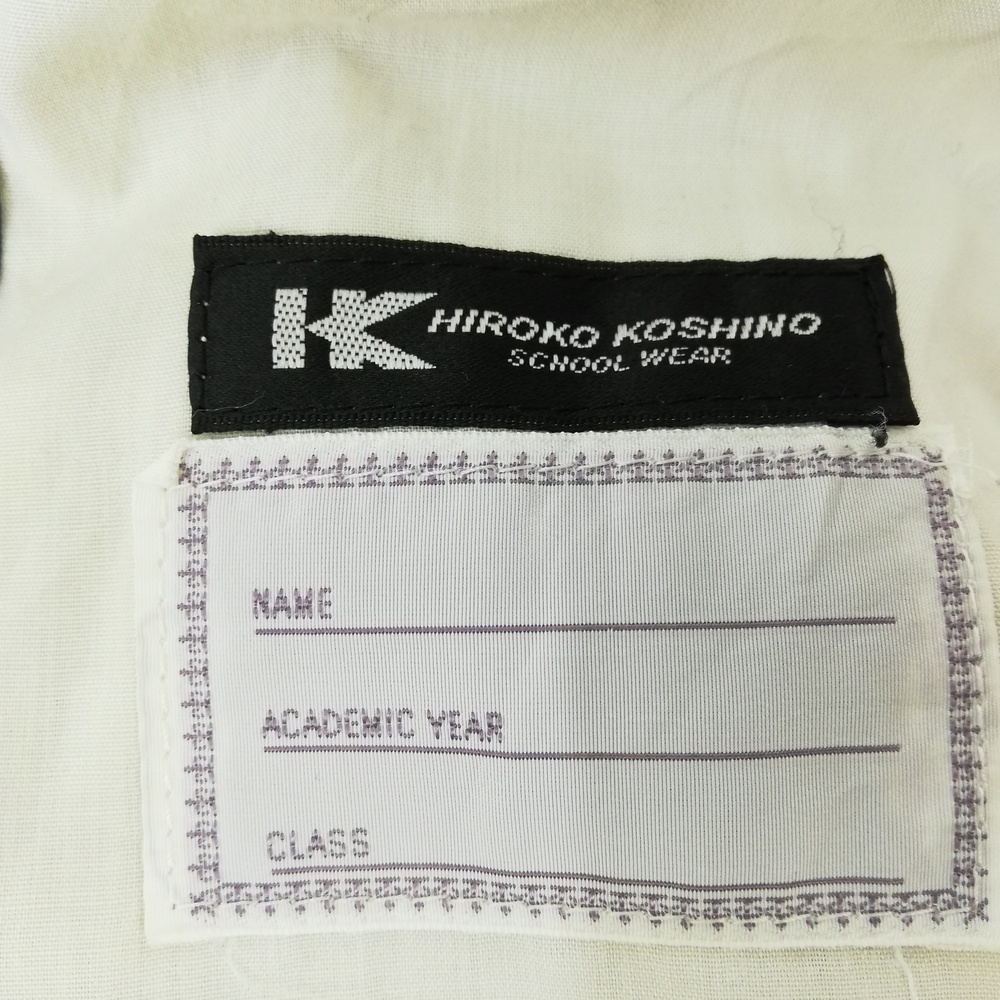 HK HIROKO KOSHINO
SCHOOL WEAR
NAME
ACADEMIC YEAR
CLASS